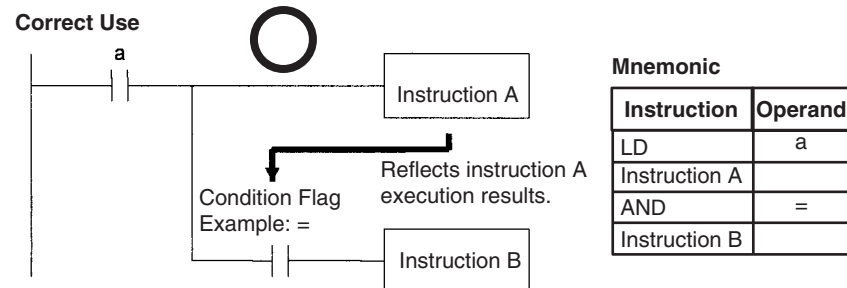 Correct Use
a
Instruction A
Reflects instruction A
execution results.
Condition Flag
Example: =
Instruction B
Mnemonic
Instruction Operand
LD a
Instruction A
AND =
Instruction B